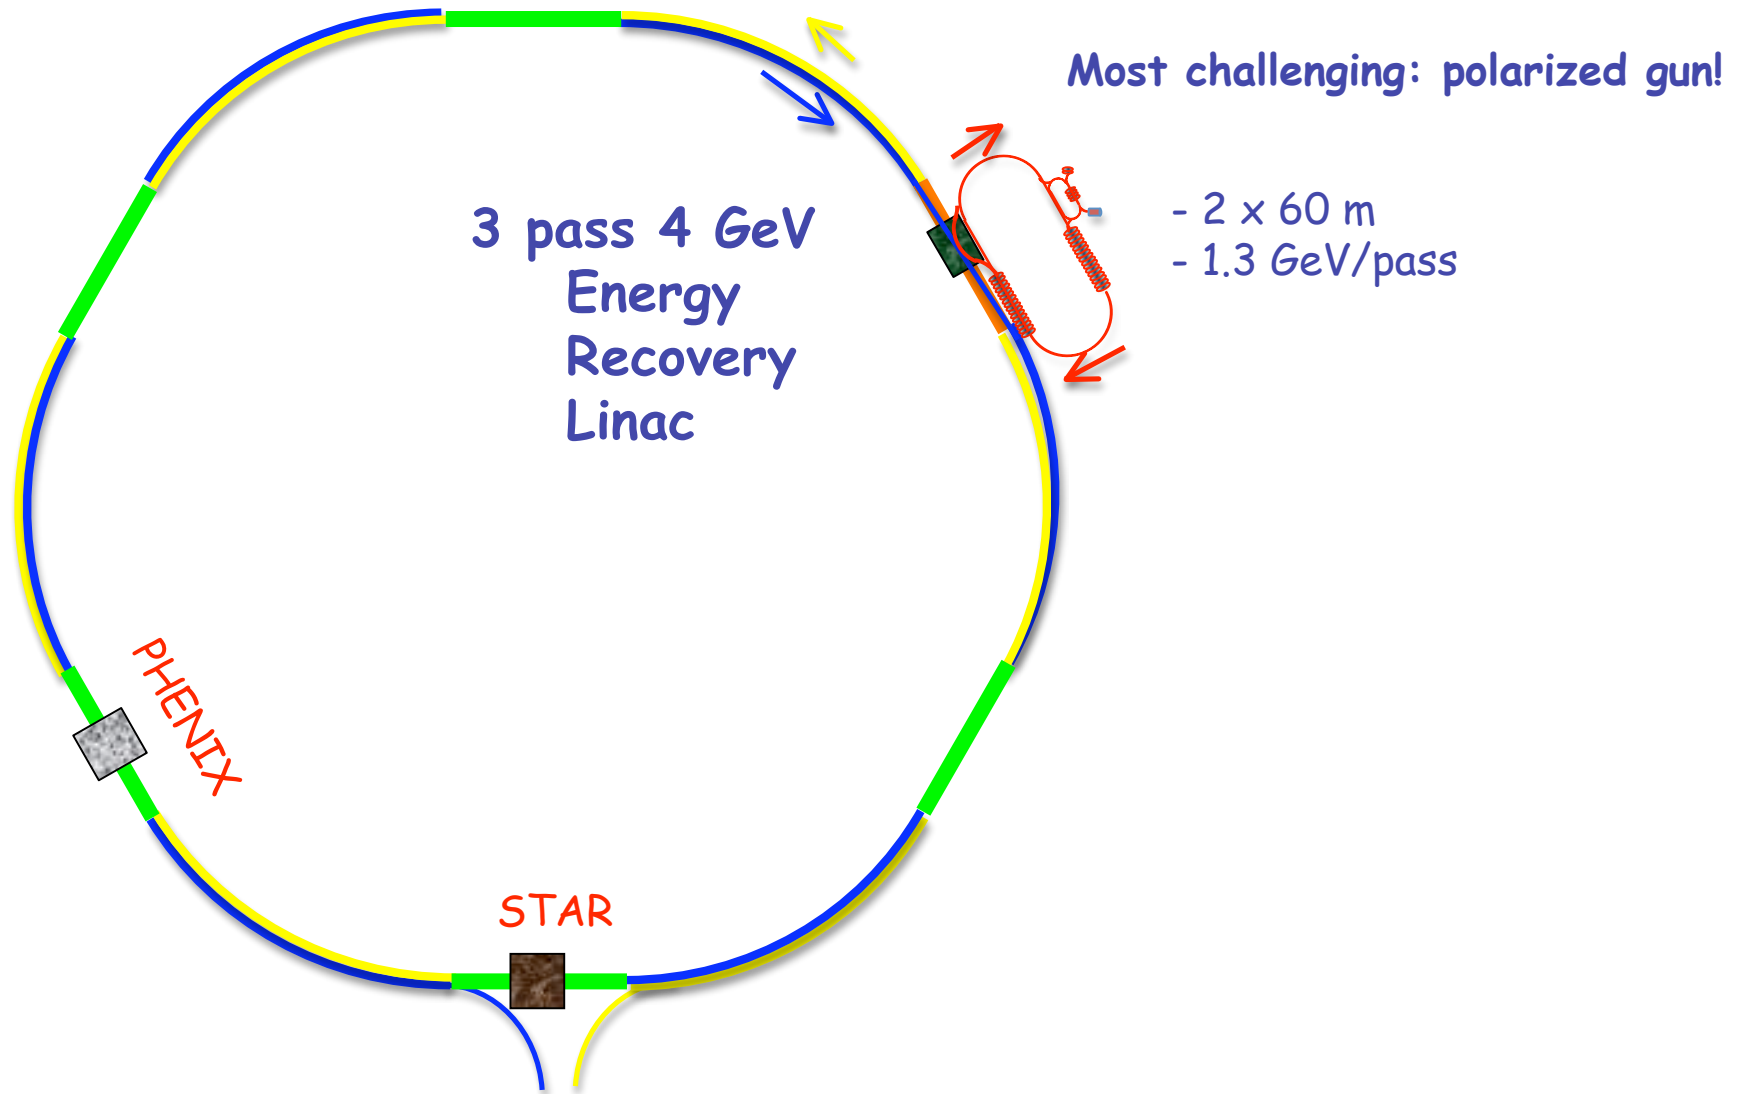 Most challenging: polarized gun!
3 pass 4 GeV
Energy
Recovery
Linac
- 2 x 60 m
- 1.3 GeV/pass
PHENIX
STAR